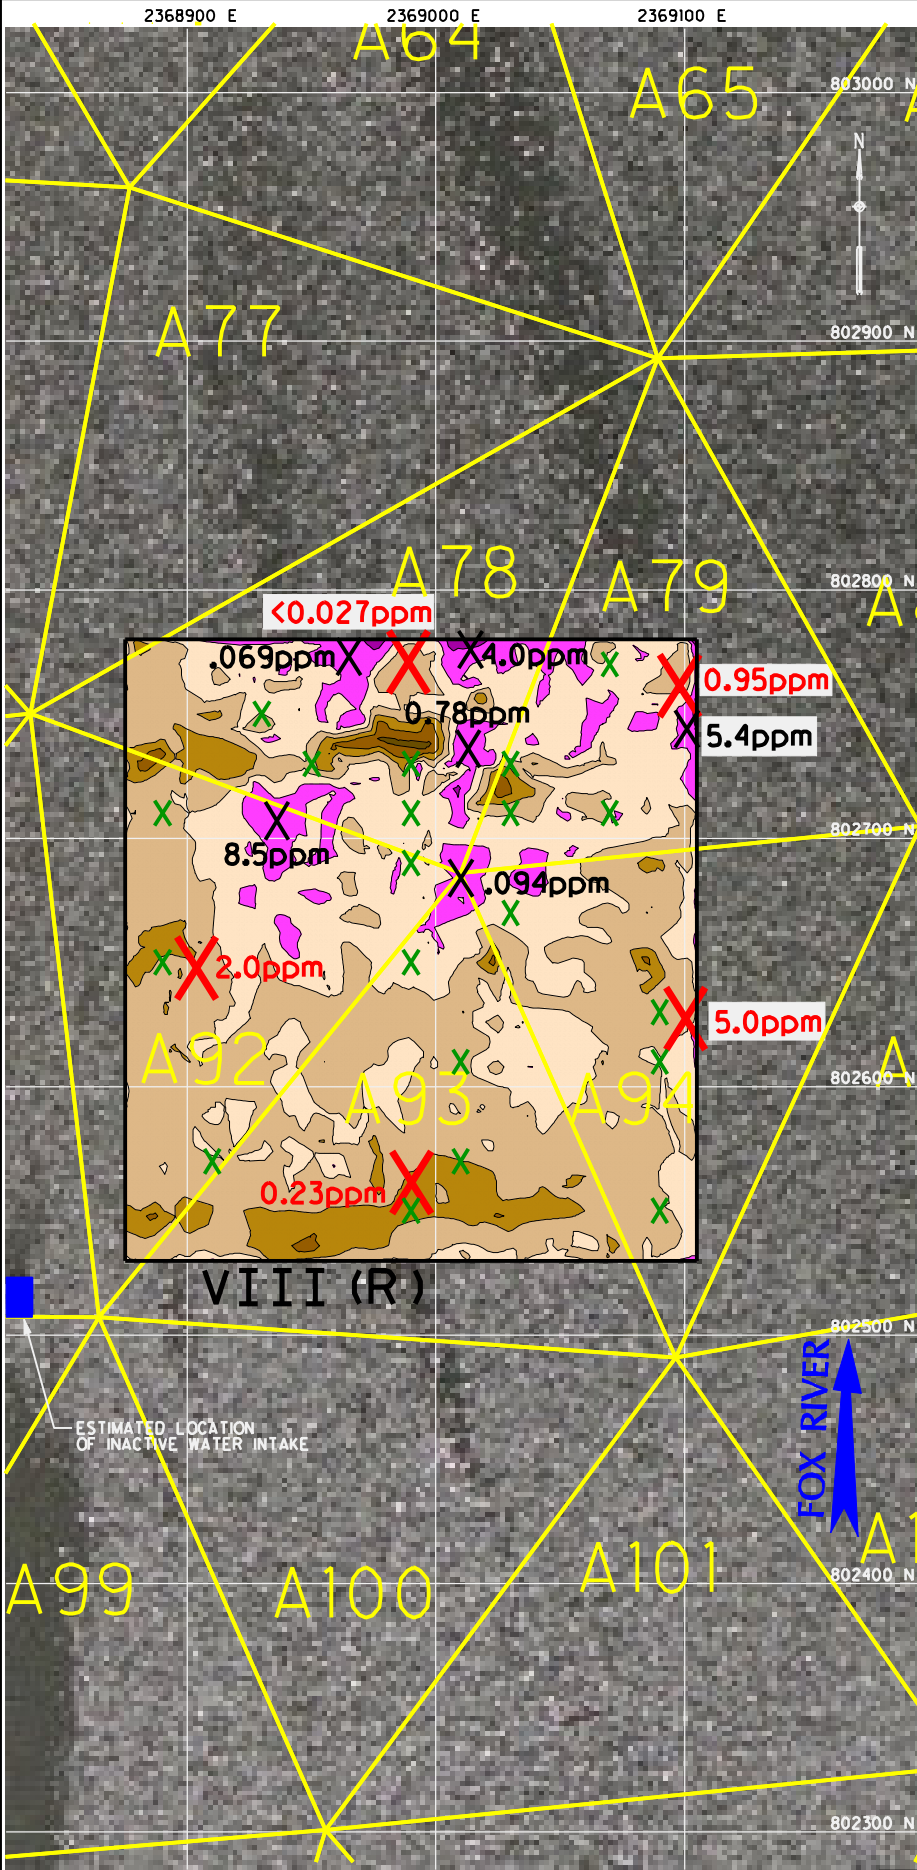 2368900 E 2369000 E 2369100 E
A64
A65
803000 N
N
A77
802900 N
A78
A79
802800 N
<0.027ppm
.069ppm
4.0ppm
0.95ppm
0.78ppm
5.4ppm
802700 N
8.5ppm
.094ppm
2.0ppm
5.0ppm
A92
A93
A94
802600 N
0.23ppm
VIII (R)
802500 N
FOX RIVER
ESTIMATED LOCATION
OF INACTIVE WATER INTAKE
A99
A100
A101
802400 N
802300 N